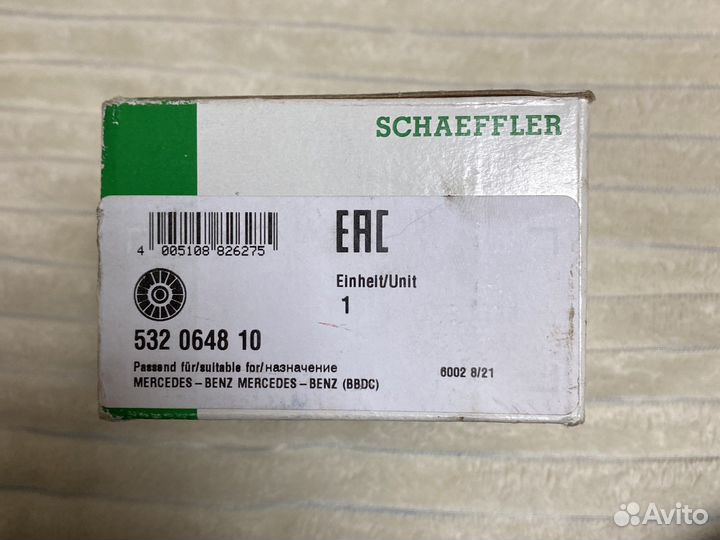 SCHAEFFLER
4 005108 826275
EAC
Einheit/Unit
1
532 0648 10
Passend für/suitable for/назначение
MERCEDES-BENZ MERCEDES-BENZ (BBDC)
6002 8/21
Avito